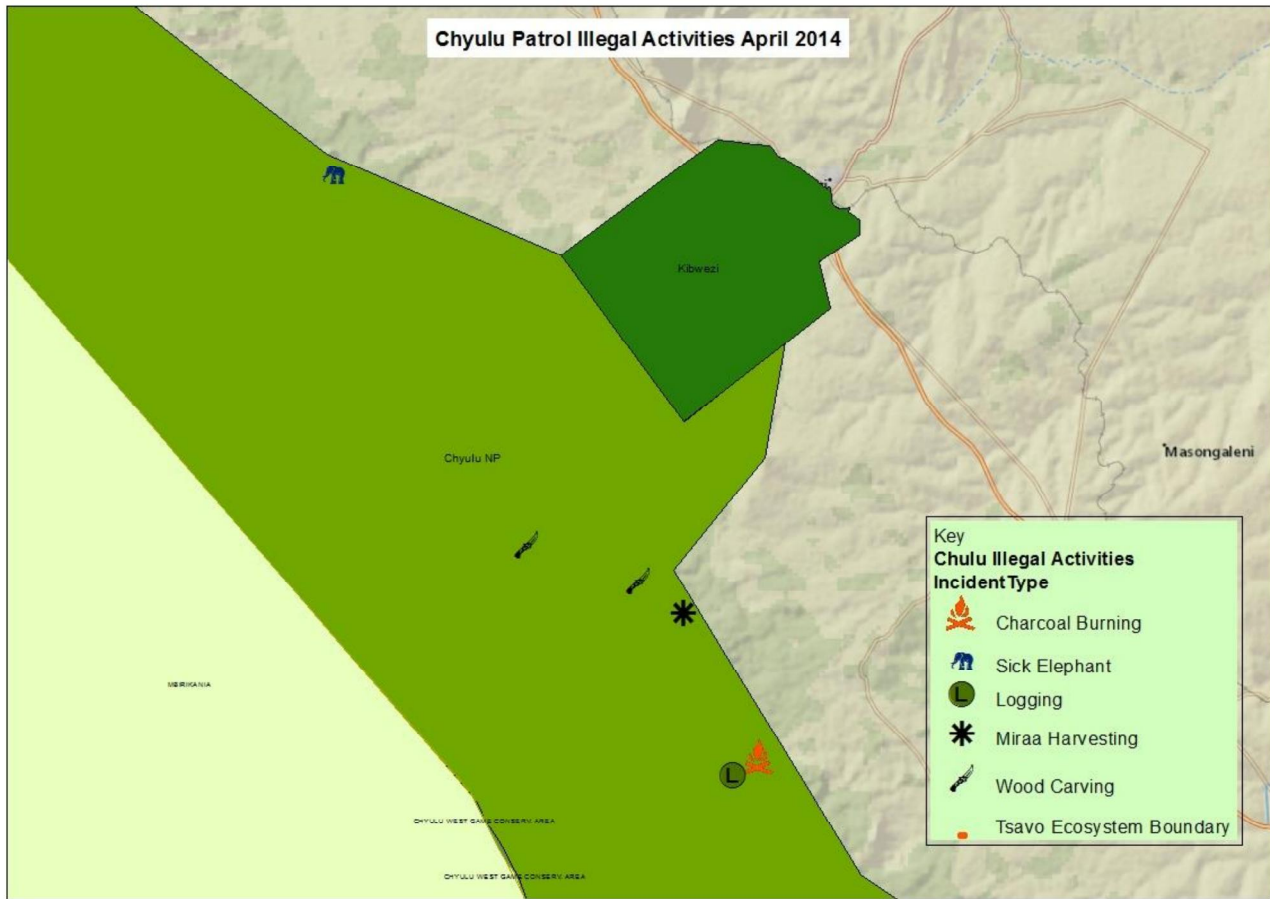 Chyulu Patrol Illegal Activities April 2014
Kibwezi
Chyulu NP
Masongaleni
MBIRIKANIA
CHYULU WEST GAME CONSERV. AREA
CHYULU WEST GAME CONSERV. AREA
Key
Chulu Illegal Activities
IncidentType
Charcoal Burning
Sick Elephant
L Logging
Miraa Harvesting
Wood Carving
Tsavo Ecosystem Boundary
L